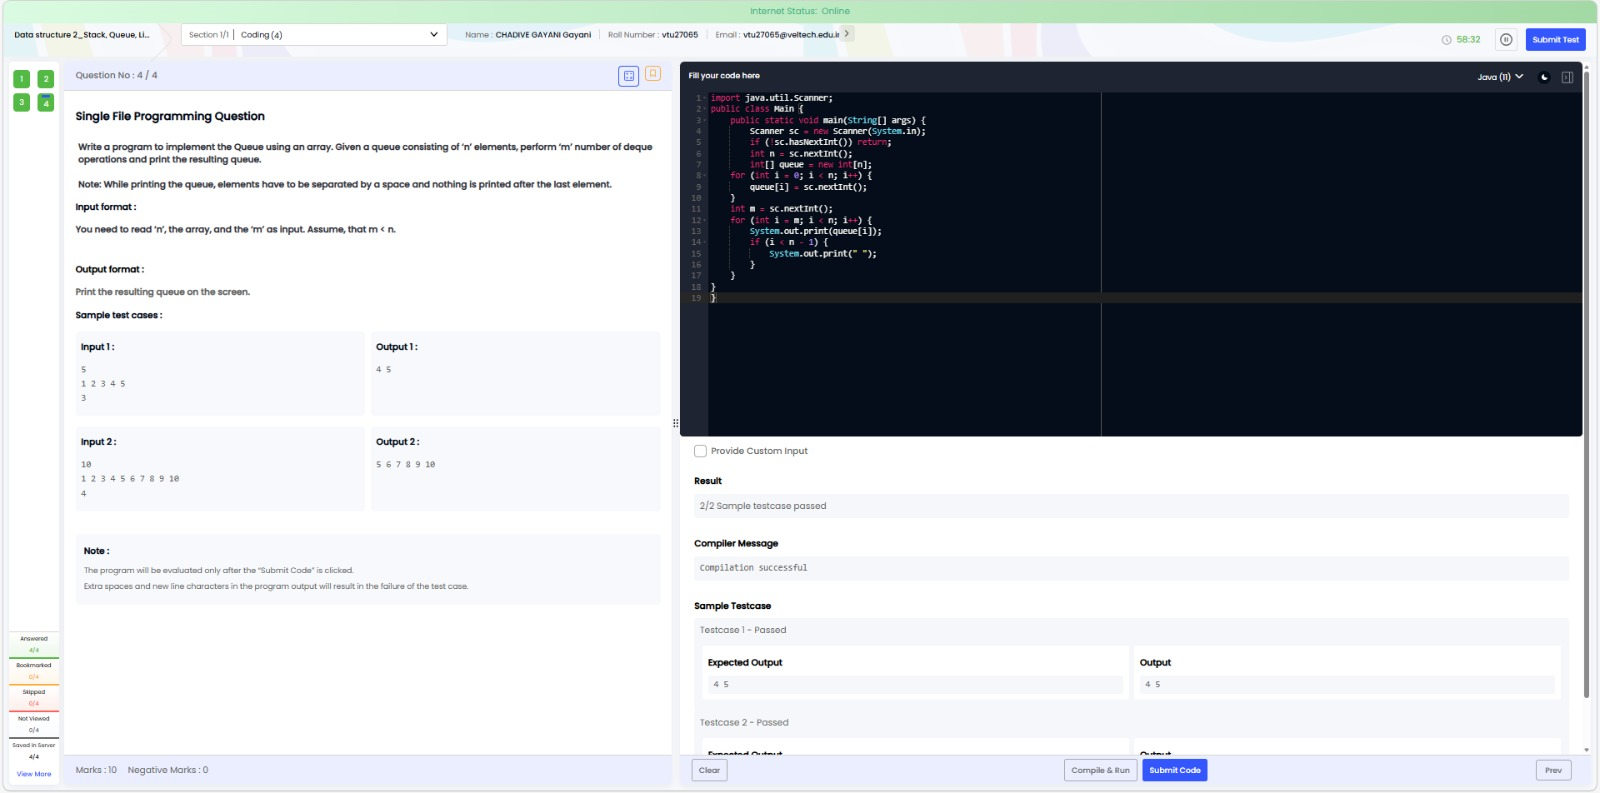 Internet Status: Online
Data structure 2_Stack, Queue, Li...
Section 1/1 | Coding (4)
Name : CHADIVE GAYANI Gayani
Roll Number : vtu27065
Email : vtu27065@veltech.edu.in
58:32
Submit Test
1 2
3 4
Question No : 4 / 4
Single File Programming Question
Write a program to implement the Queue using an array. Given a queue consisting of 'n' elements, perform 'm' number of deque
operations and print the resulting queue.
Note: While printing the queue, elements have to be separated by a space and nothing is printed after the last element.
Input format :
You need to read 'n', the array, and the 'm' as input. Assume, that m < n.
Output format :
Print the resulting queue on the screen.
Sample test cases :
Input 1 :
5
1 2 3 4 5
3
Output 1 :
4 5
Input 2 :
10
1 2 3 4 5 6 7 8 9 10
4
Output 2 :
5 6 7 8 9 10
Note :
The program will be evaluated only after the "Submit Code" is clicked.
Extra spaces and new line characters in the program output will result in the failure of the test case.
Answered
4/4
Bookmarked
0/4
Skipped
0/4
Not Viewed
0/4
Saved In Server
4/4
View More
Marks : 10 Negative Marks : 0
Fill your code here
Java (11)
1 import java.util.Scanner;
2 public class Main {
3 public static void main(String[] args) {
4 Scanner sc = new Scanner(System.in);
5 if (!sc.hasNextInt()) return;
6 int n = sc.nextInt();
7 int[] queue = new int[n];
8 for (int i = 0; i < n; i++) {
9 queue[i] = sc.nextInt();
10 }
11 int m = sc.nextInt();
12 for (int i = m; i < n; i++) {
13 System.out.print(queue[i]);
14 if (i < n - 1) {
15 System.out.print(" ");
16 }
17 }
18 }
19 }
Provide Custom Input
Result
2/2 Sample testcase passed
Compiler Message
Compilation successful
Sample Testcase
Testcase 1 - Passed
Expected Output
4 5
Output
4 5
Testcase 2 - Passed
Expected Output
Output
Clear
Compile & Run
Submit Code
Prev